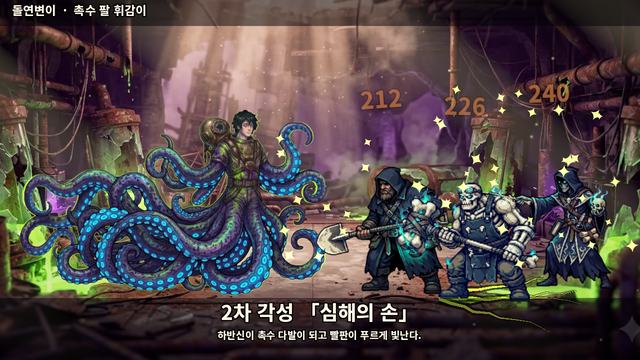 돌연변이 · 촉수 팔 휘감이
212
226
240
2차 각성 「심해의 손」
하반신이 촉수 다발이 되고 빨판이 푸르게 빛난다.